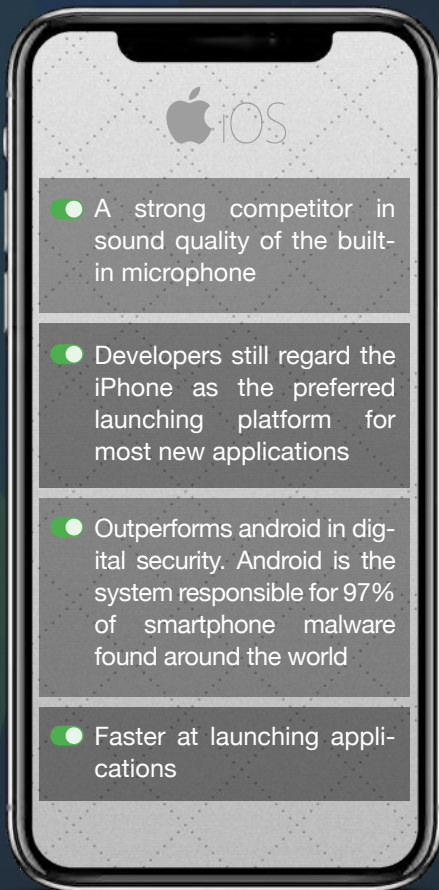 iOS
A strong competitor in
sound quality of the built-
in microphone
Developers still regard the
iPhone as the preferred
launching platform for
most new applications
Outperforms android in dig-
ital security. Android is the
system responsible for 97%
of smartphone malware
found around the world
Faster at launching appli-
cations